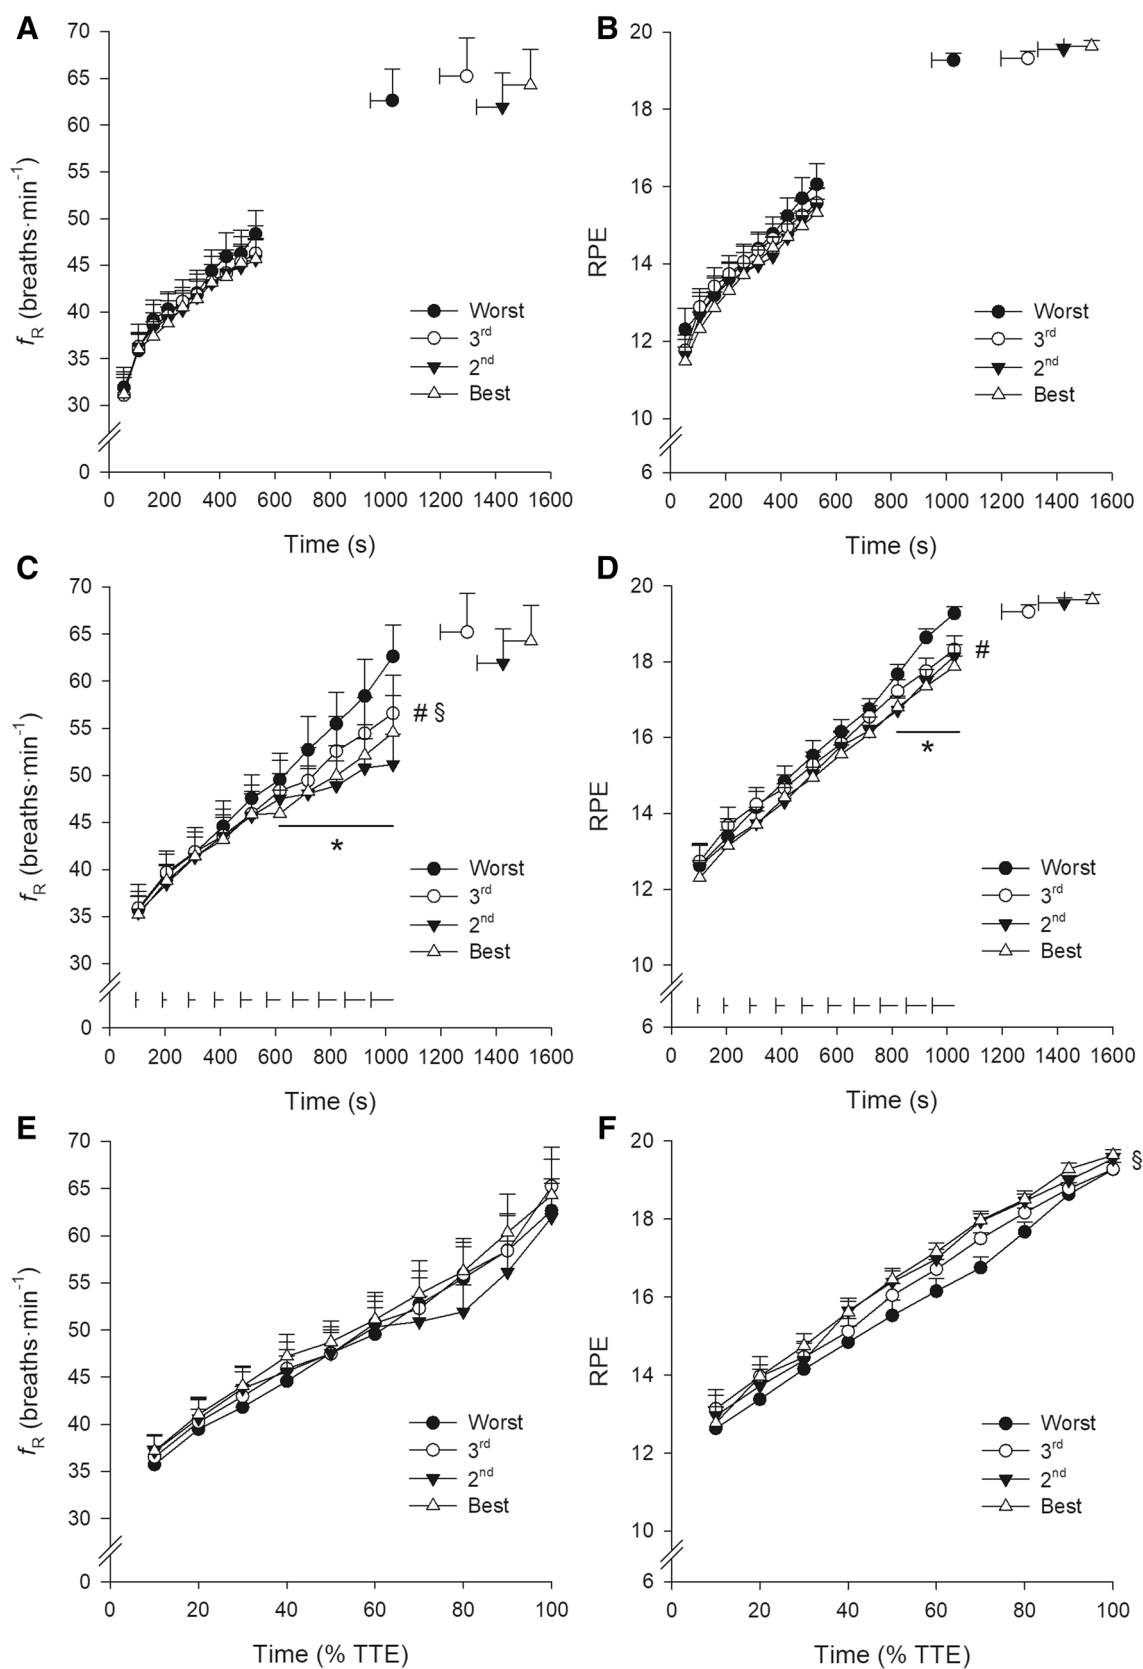 A
70
65
60
55
50
45
40
35
30
0
fR (breaths·min-1)
Worst
3rd
2nd
Best
0 200 400 600 800 1000 1200 1400 1600
Time (s)
B
20
18
16
14
12
10
6
RPE
Worst
3rd
2nd
Best
0 200 400 600 800 1000 1200 1400 1600
Time (s)
C
70
65
60
55
50
45
40
35
30
0
fR (breaths·min-1)
# §
*
Worst
3rd
2nd
Best
0 200 400 600 800 1000 1200 1400 1600
Time (s)
D
20
18
16
14
12
10
6
RPE
#
*
Worst
3rd
2nd
Best
0 200 400 600 800 1000 1200 1400 1600
Time (s)
E
70
65
60
55
50
45
40
35
30
0
fR (breaths·min-1)
Worst
3rd
2nd
Best
0 20 40 60 80 100
Time (% TTE)
F
20
18
16
14
12
10
6
RPE
§
Worst
3rd
2nd
Best
0 20 40 60 80 100
Time (% TTE)